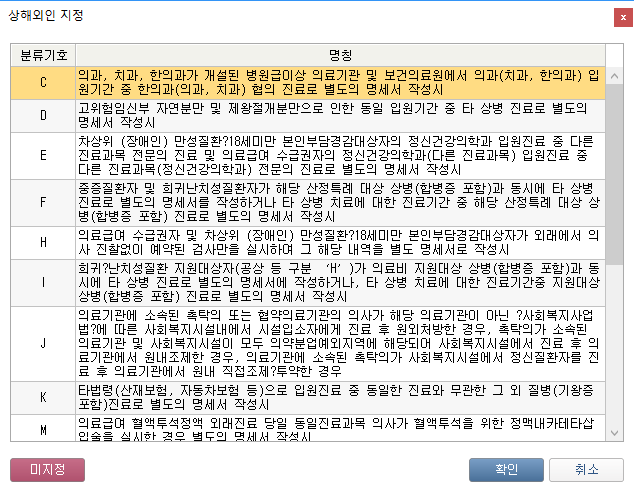 상해외인 지정
x
분류기호 명칭
C 의과, 치과, 한의과가 개설된 병원급이상 의료기관 및 보건의료원에서 의과(치과, 한의과) 입
원기간 중 한의과(의과, 치과) 협의 진료로 별도의 명세서 작성시
D 고위험임신부 자연분만 및 제왕절개분만으로 인한 동일 입원기간 중 타 상병 진료로 별도의
명세서 작성시
E 차상위 (장애인) 만성질환?18세미만 본인부담경감대상자의 정신건강의학과 입원진료 중 다른
진료과목 전문의 진료 및 의료급여 수급권자의 정신건강의학과(다른 진료과목) 입원진료 중
다른 진료과목(정신건강의학과) 전문의 진료로 별도의 명세서 작성시
F 중증질환자 및 희귀난치성질환자가 해당 산정특례 대상 상병(합병증 포함)과 동시에 타 상병
진료로 별도의 명세서를 작성하거나 타 상병 치료에 대한 진료기간 중 해당 산정특례 대상 상
병(합병증 포함) 진료로 별도의 명세서 작성시
H 의료급여 수급권자 및 차상위 (장애인) 만성질환?18세미만 본인부담경감대상자가 외래에서 의
사 진찰없이 예약된 검사만을 실시하며 그 해당 내역을 별도 명세서로 작성시
I 희귀?난치성질환 지원대상자(공상 등 구분 ‘H’)가 의료비 지원대상 상병(합병증 포함)과 동
시에 타 상병 진료로 별도의 명세서에 작성하거나, 타 상병 치료에 대한 진료기간중 지원대상
상병(합병증 포함) 진료로 별도의 명세서 작성시
J 의료기관에 소속된 촉탁의 또는 협약의료기관의 의사가 해당 의료기관이 아닌 ?사회복지사업
법?에 따른 사회복지시설내에서 시설입소자에게 진료 후 원외처방한 경우, 촉탁의가 소속된
의료기관 및 사회복지시설이 모두 의약분업예외지역에 해당되어 사회복지시설에서 진료 후 의
료기관에서 원내조제한 경우, 의료기관에 소속된 촉탁의가 사회복지시설에서 정신질환자를 진
료 후 의료기관에서 원내 직접조제?투약한 경우
K 타법령(산재보험, 자동차보험 등)으로 입원진료 중 동일한 진료와 무관한 그 외 질병(기왕증
포함)진료로 별도의 명세서 작성시
M 의료급여 혈액투석정액 외래진료 당일 동일진료과목 의사가 혈액투석을 위한 정맥내카테타삽
입술을 실시한 경우 별도의 명세서 작성시
미지정 확인 취소